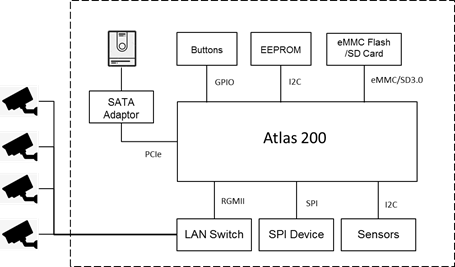 Buttons
EEPROM
eMMC Flash
/SD Card
GPIO
I2C
eMMC/SD3.0
SATA
Adaptor
Atlas 200
PCIe
RGMII
SPI
I2C
LAN Switch
SPI Device
Sensors